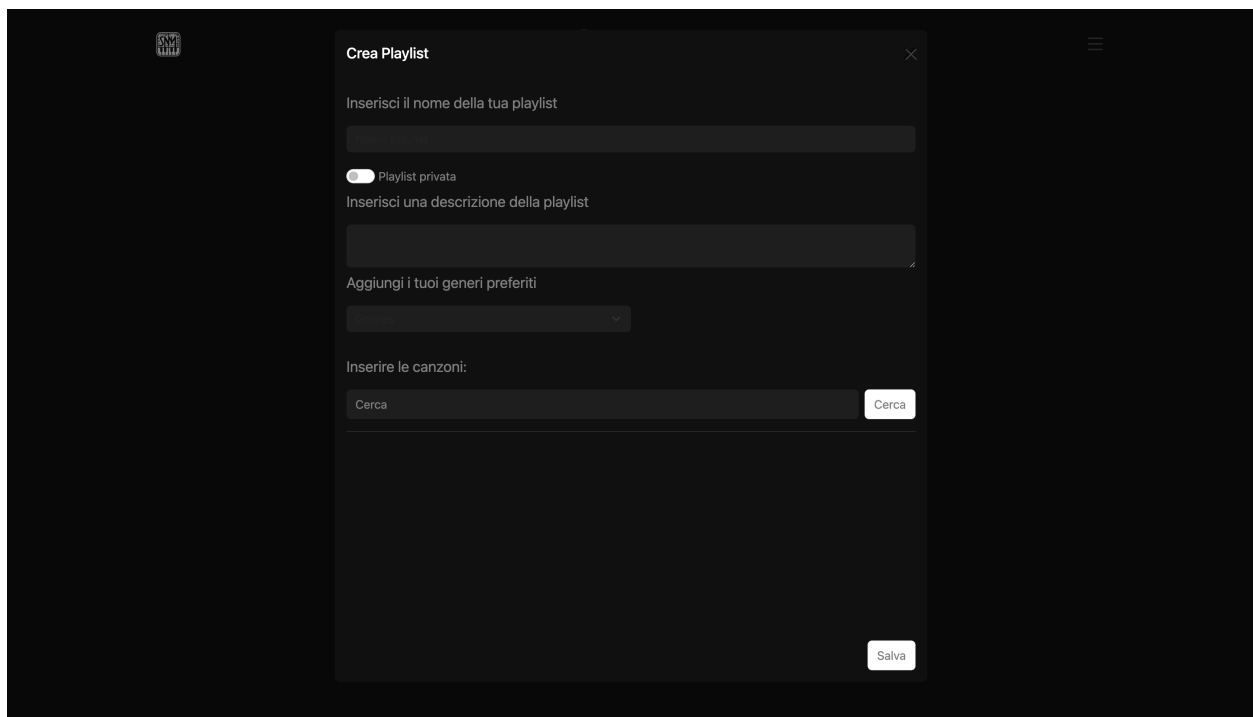 Crea Playlist
Inserisci il nome della tua playlist
Playlist privata
Inserisci una descrizione della playlist
Aggiungi i tuoi generi preferiti
Inserire le canzoni:
Cerca
Cerca
Salva